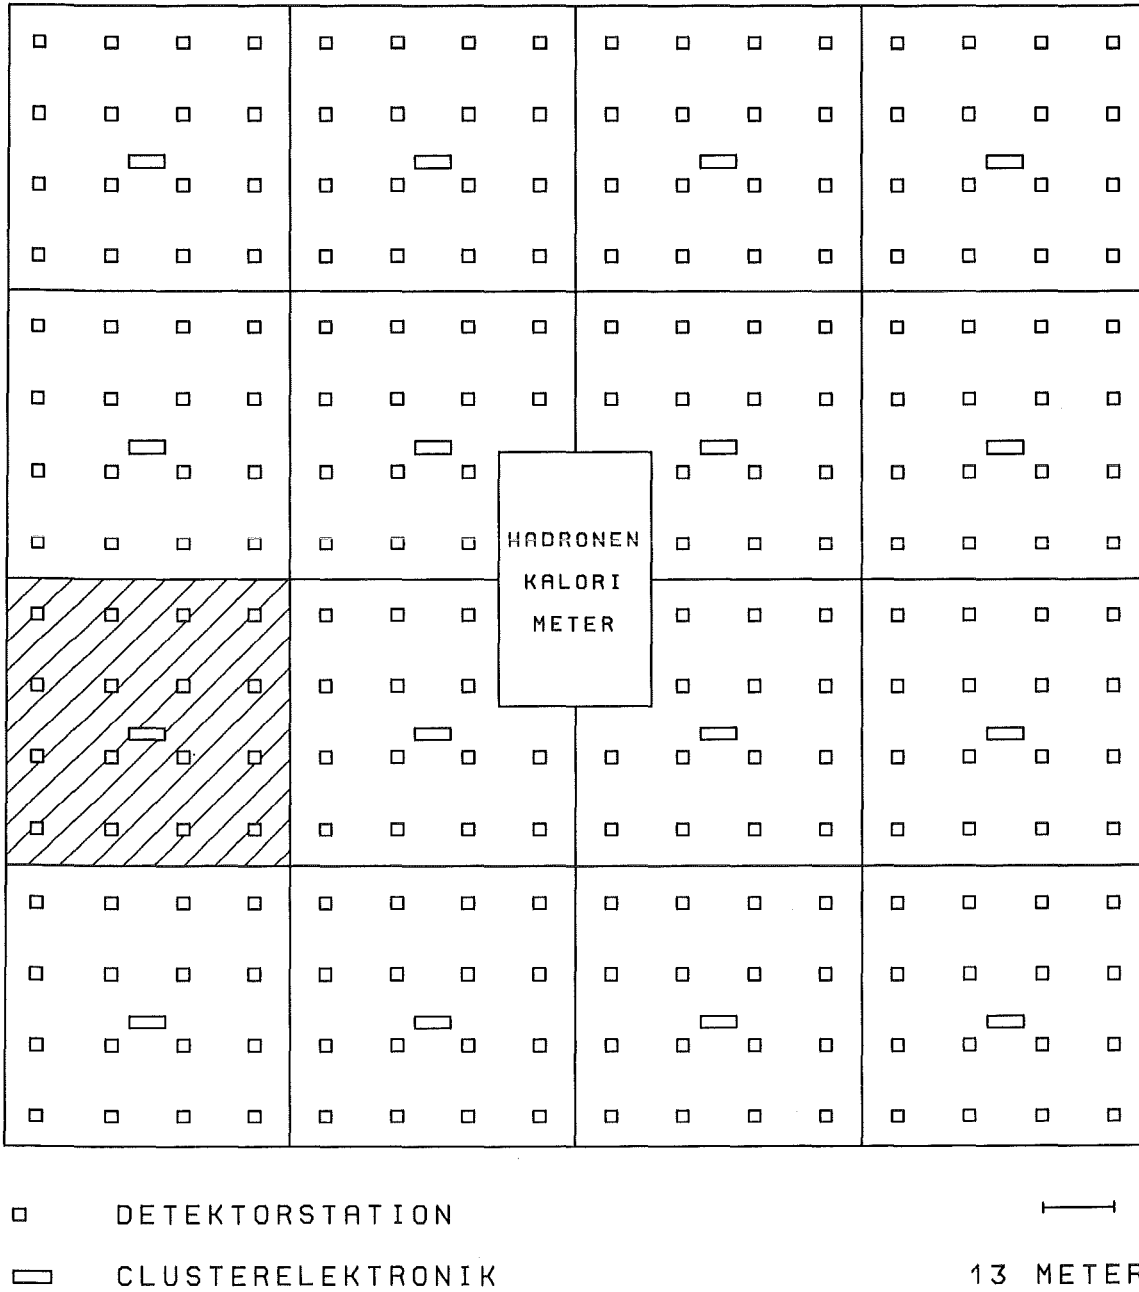 HADRONEN
KALORI
METER
DETEKTORSTATION
CLUSTERELEKTRONIK
13 METER